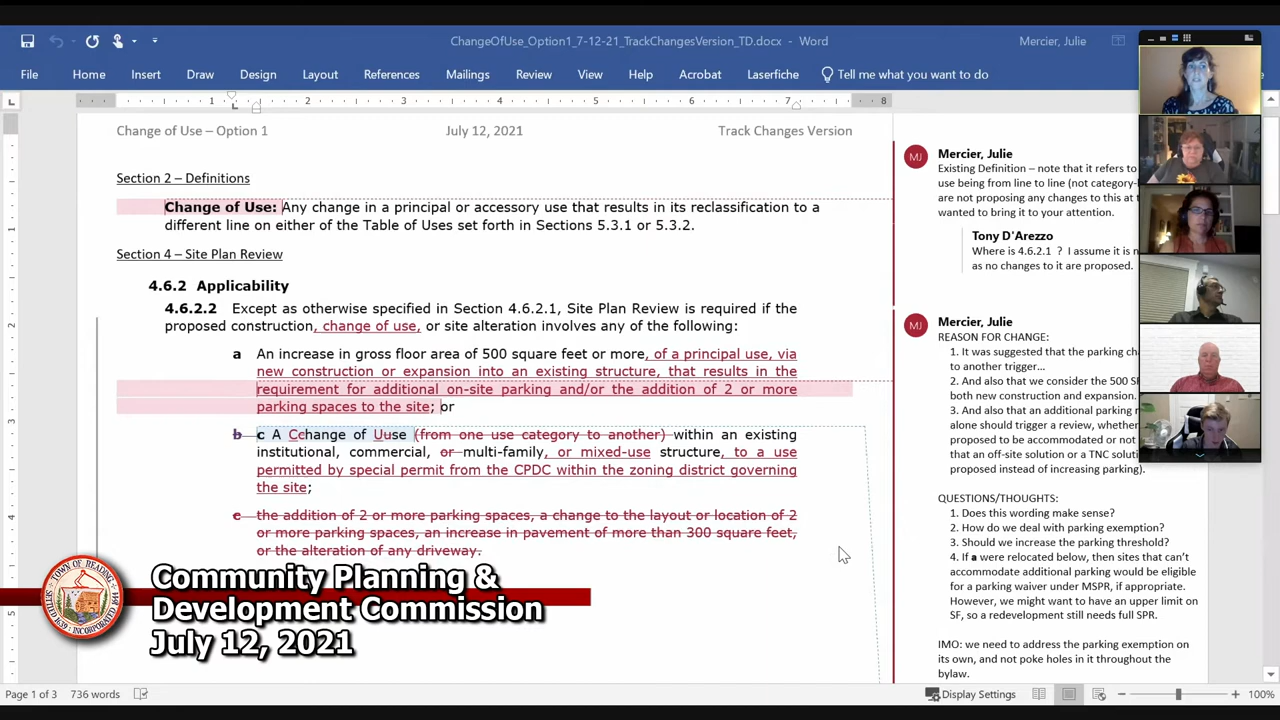 ChangeOfUse_Option1_7-12-21_TrackChangesVersion_TD.docx - Word
Mercier, Julie
File Home Insert Draw Design Layout References Mailings Review View Help Acrobat Laserfiche Tell me what you want to do
1 2 3 4 5 6 7 8
Change of Use – Option 1 July 12, 2021 Track Changes Version
Section 2 – Definitions
Change of Use: Any change in a principal or accessory use that results in its reclassification to a
different line on either of the Table of Uses set forth in Sections 5.3.1 or 5.3.2.
Section 4 – Site Plan Review
4.6.2 Applicability
4.6.2.2 Except as otherwise specified in Section 4.6.2.1, Site Plan Review is required if the
proposed construction, change of use, or site alteration involves any of the following:
a An increase in gross floor area of 500 square feet or more, of a principal use, via
new construction or expansion into an existing structure, that results in the
requirement for additional on-site parking and/or the addition of 2 or more
parking spaces to the site; or
b c A Cchange of Uuse (from one use category to another) within an existing
institutional, commercial, or multi-family, or mixed-use structure, to a use
permitted by special permit from the CPDC within the zoning district governing
the site;
c the addition of 2 or more parking spaces, a change to the layout or location of 2
or more parking spaces, an increase in pavement of more than 300 square feet,
or the alteration of any driveway.
MJ Mercier, Julie
Existing Definition – note that it refers to
use being from line to line (not category-
are not proposing any changes to this at t
wanted to bring it to your attention.
Tony D'Arezzo
Where is 4.6.2.1 ? I assume it is n
as no changes to it are proposed.
MJ Mercier, Julie
REASON FOR CHANGE:
1. It was suggested that the parking cha
to another trigger…
2. And also that we consider the 500 SF
both new construction and expansion.
3. And also that an additional parking r
alone should trigger a review, whether
proposed to be accommodated or not
that an off-site solution or a TNC soluti
proposed instead of increasing parking).
QUESTIONS/THOUGHTS:
1. Does this wording make sense?
2. How do we deal with parking exemption?
3. Should we increase the parking threshold?
4. If a were relocated below, then sites that can't
accommodate additional parking would be eligible
for a parking waiver under MSPR, if appropriate.
However, we might want to have an upper limit on
SF, so a redevelopment still needs full SPR.
IMO: we need to address the parking exemption on
its own, and not poke holes in it throughout the
bylaw.
Community Planning &
Development Commission
July 12, 2021
Page 1 of 3 736 words
Display Settings 100%